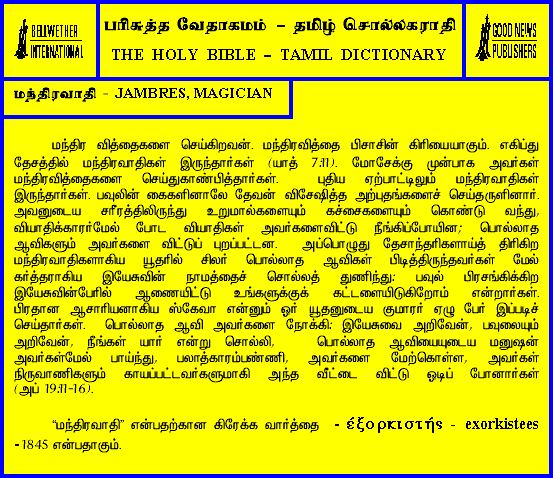 BELLWETHER
INTERNATIONAL
பரிசுத்த வேதாகமம் – தமிழ் சொல்லகராதி
THE HOLY BIBLE – TAMIL DICTIONARY
GOOD NEWS
PUBLISHERS
மந்திரவாதி - JAMBRES, MAGICIAN
மந்திர வித்தைகளை செய்கிறவன். மந்திரவித்தை பிசாசின் கிரியையாகும். எகிப்து
தேசத்தில் மந்திரவாதிகள் இருந்தார்கள் (யாத் 7:11). மோசேக்கு முன்பாக அவர்கள்
மந்திரவித்தைகளை செய்துகாண்பித்தார்கள். புதிய ஏற்பாட்டிலும் மந்திரவாதிகள்
இருந்தார்கள். பவுலின் கைகளினாலே தேவன் விசேஷித்த அற்புதங்களைச் செய்தருளினார்.
அவனுடைய சரீரத்திலிருந்து உறுமால்களையும் கச்சைகளையும் கொண்டு வந்து,
வியாதிக்காரர்மேல் போட வியாதிகள் அவர்களைவிட்டு நீங்கிப்போயின; பொல்லாத
ஆவிகளும் அவர்களை விட்டுப் புறப்பட்டன. அப்பொழுது தேசாந்தரிகளாய்த் திரிகிற
மந்திரவாதிகளாகிய யூதரில் சிலர் பொல்லாத ஆவிகள் பிடித்திருந்தவர்கள் மேல்
கர்த்தராகிய இயேசுவின் நாமத்தைச் சொல்லத் துணிந்து; பவுல் பிரசங்கிக்கிற
இயேசுவின்பேரில் ஆணையிட்டு உங்களுக்குக் கட்டளையிடுகிறோம் என்றார்கள்.
பிரதான ஆசாரியனாகிய ஸ்கேவா என்னும் ஓர் யூதனுடைய குமாரர் ஏழு பேர் இப்படிச்
செய்தார்கள். பொல்லாத ஆவி அவர்களை நோக்கி: இயேசுவை அறிவேன், பவுலையும்
அறிவேன், நீங்கள் யார் என்று சொல்லி, பொல்லாத ஆவியையுடைய மனுஷன்
அவர்கள்மேல் பாய்ந்து, பலாத்காரம்பண்ணி, அவர்களை மேற்கொள்ள, அவர்கள்
நிருவாணிகளும் காயப்பட்டவர்களுமாகி அந்த வீட்டை விட்டு ஓடிப் போனார்கள்
(அப் 19:11-16).
“மந்திரவாதி” என்பதற்கான கிரேக்க வார்த்தை - ἐξορκιστής - exorkistees
- 1845 என்பதாகும்.